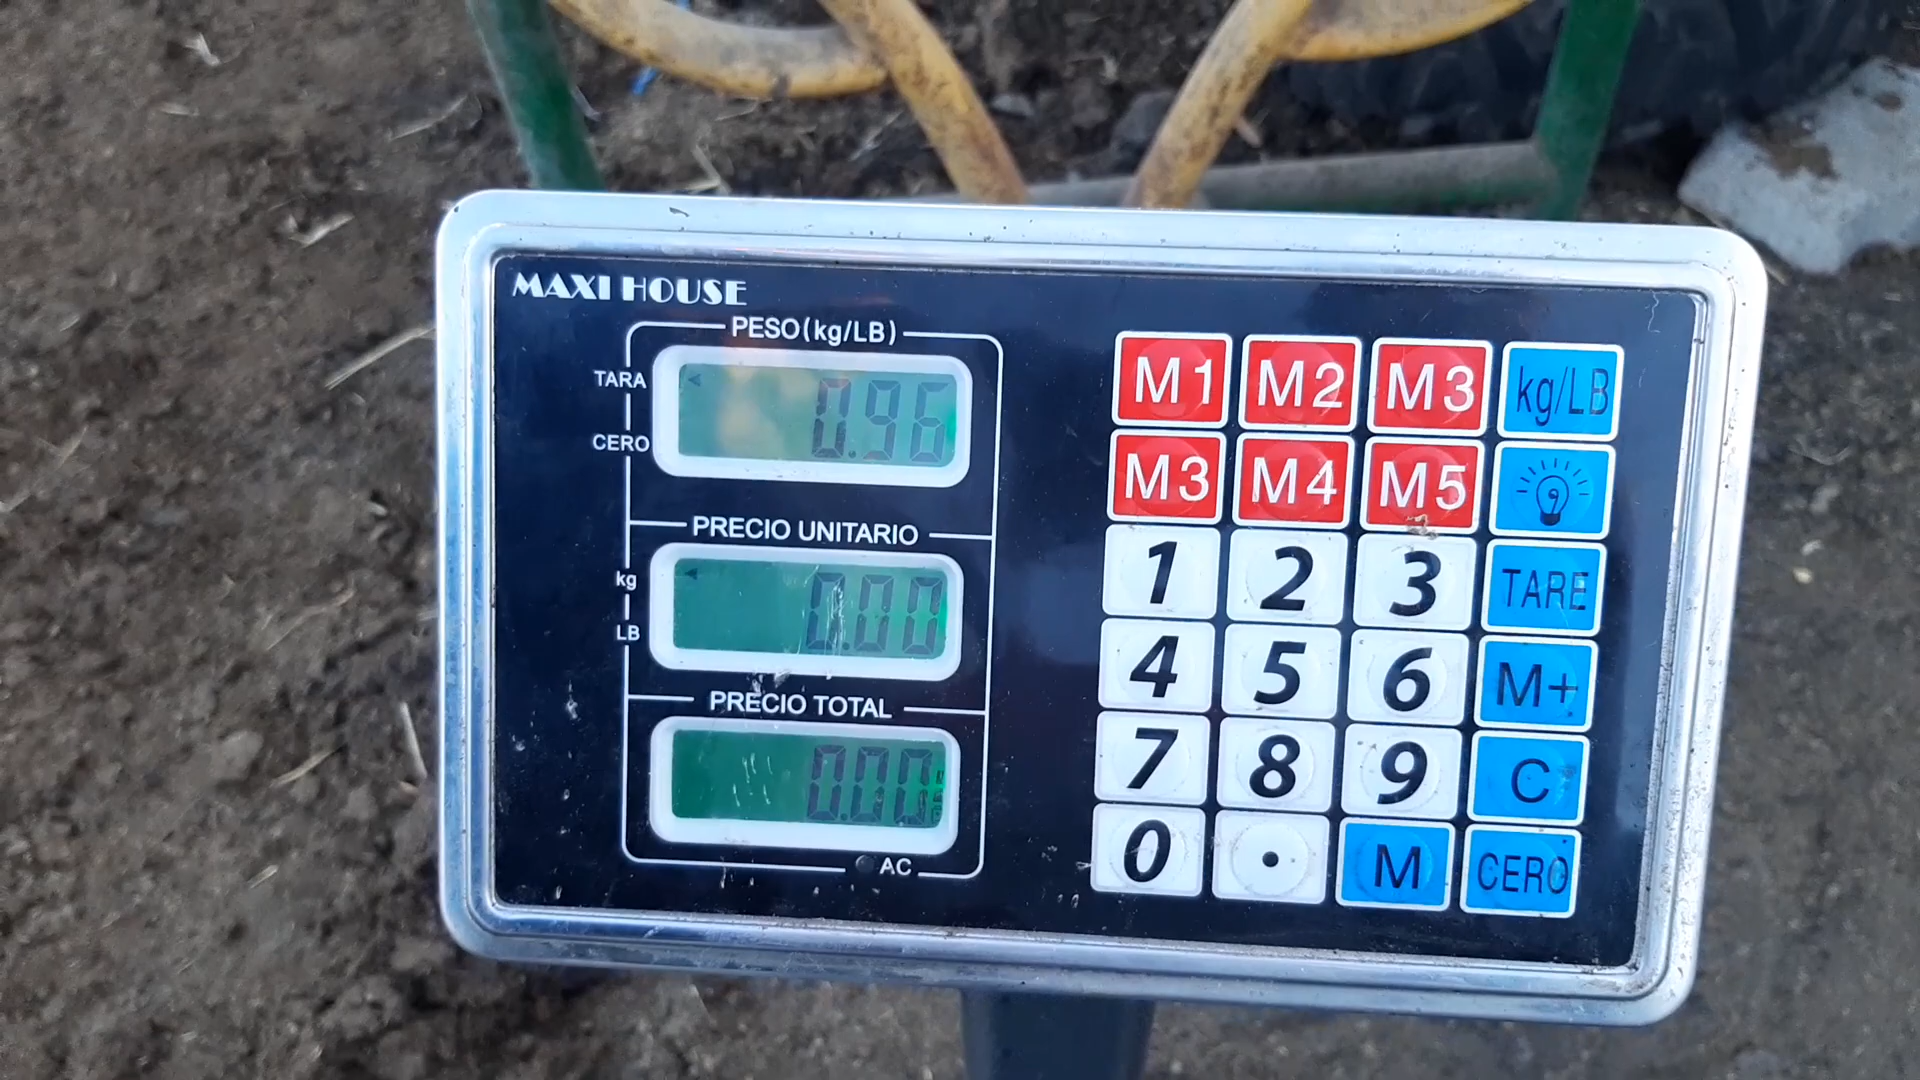 MAXI HOUSE
PESO(kg/LB)
TARA
0.96
CERO
PRECIO UNITARIO
kg
0.00
LB
PRECIO TOTAL
0.00
AC
M1 M2 M3 kg/LB
M3 M4 M5
1 2 3 TARE
4 5 6 M+
7 8 9 C
0 . M CERO